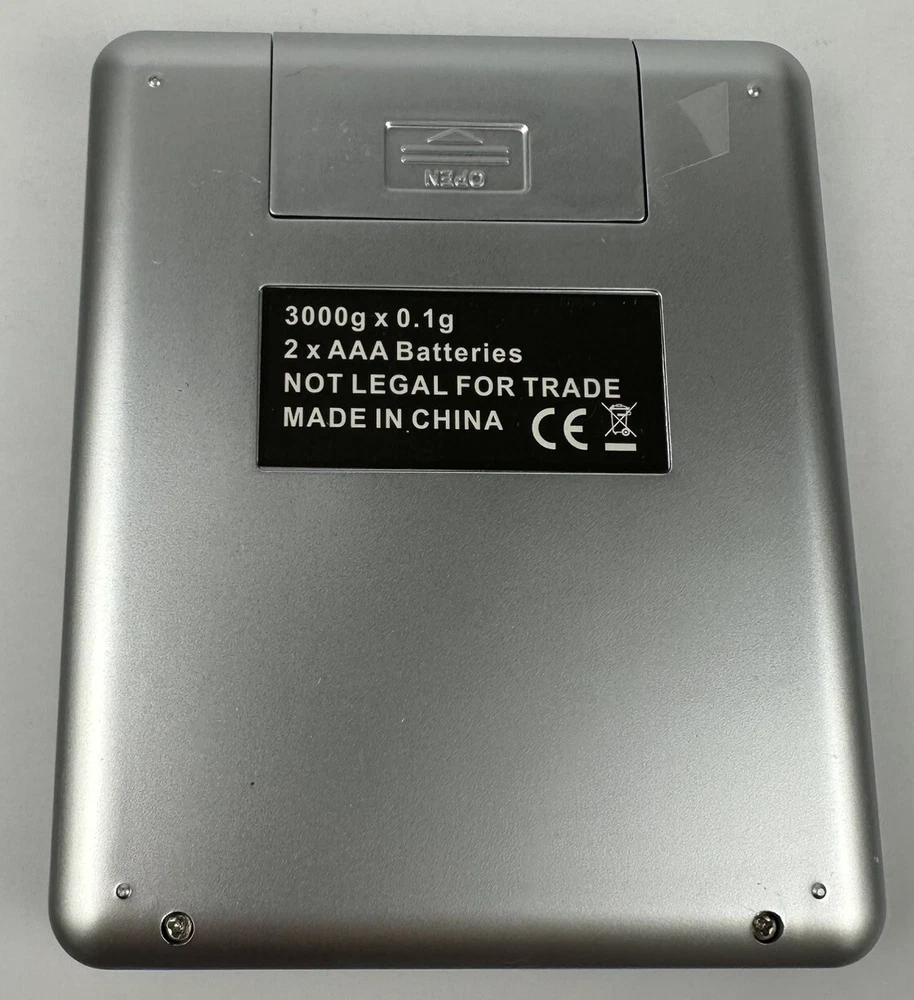 OPEN
3000g x 0.1g
2 x AAA Batteries
NOT LEGAL FOR TRADE
MADE IN CHINA CE